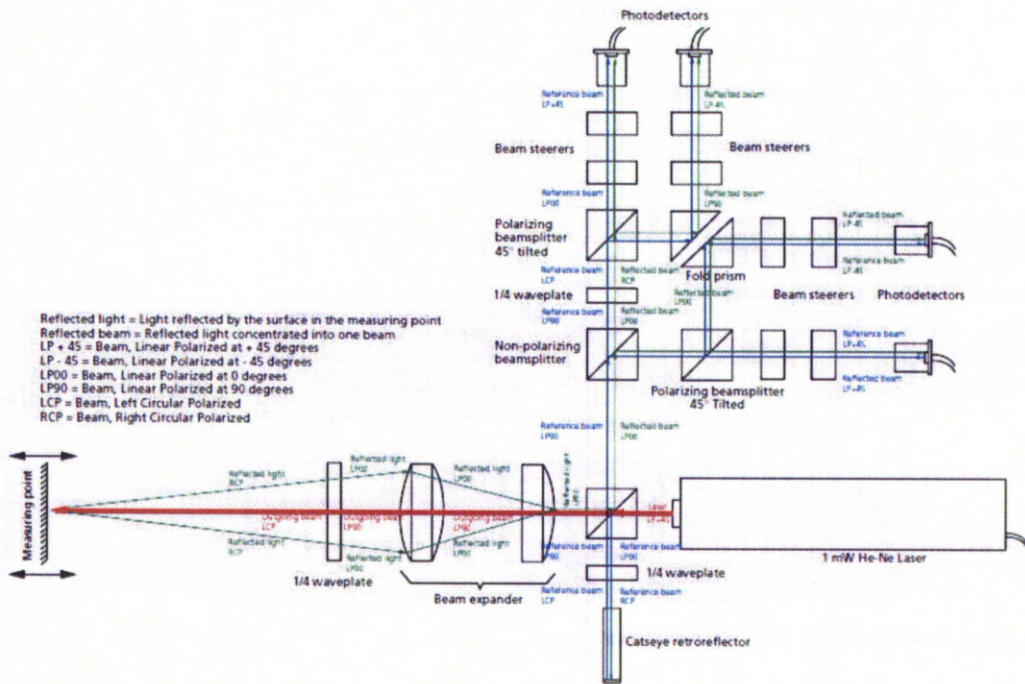 Photodetectors
Reference beam
LP+45
Reflected beam
LP-45
Beam steerers
Beam steerers
Reference beam
LP00
Reflected beam
LP90
Polarizing
beamsplitter
45° tilted
Reflected beam
LP-45
Reference beam
LP-45
Fold prism
Reference beam
LCP
Reflected beam
RCP
1/4 waveplate
Reflected beam
LP00
Beam steerers
Photodetectors
Reference beam
LP90
Reflected beam
LP00
Reflected light = Light reflected by the surface in the measuring point
Reflected beam = Reflected light concentrated into one beam
LP + 45 = Beam, Linear Polarized at + 45 degrees
LP - 45 = Beam, Linear Polarized at - 45 degrees
LP00 = Beam, Linear Polarized at 0 degrees
LP90 = Beam, Linear Polarized at 90 degrees
LCP = Beam, Left Circular Polarized
RCP = Beam, Right Circular Polarized
Non-polarizing
beamsplitter
Reflected beam
LP+45
Reference beam
LP+45
Polarizing beamsplitter
45° Tilted
Reference beam
LP90
Reflected beam
LP00
Measuring point
Reflected light
RCP
Reflected light
LP00
Reflected light
LP00
Reflected light
Outgoing beam
LCP
Outgoing beam
LP90
Outgoing beam
LP90
Laser
LP+45
Reflected light
RCP
Reflected light
LP00
Reflected light
LP00
Reference beam
LP90
Reference beam
LP00
1 mW He-Ne Laser
1/4 waveplate
1/4 waveplate
Beam expander
Reference beam
LCP
Reference beam
RCP
Catseye retroreflector